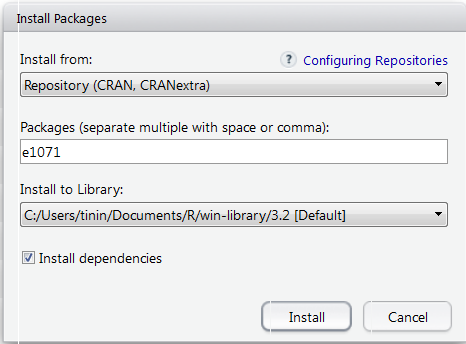 Install Packages
Install from:
? Configuring Repositories
Repository (CRAN, CRANextra)
Packages (separate multiple with space or comma):
e1071
Install to Library:
C:/Users/tinin/Documents/R/win-library/3.2 [Default]
Install dependencies
Install
Cancel